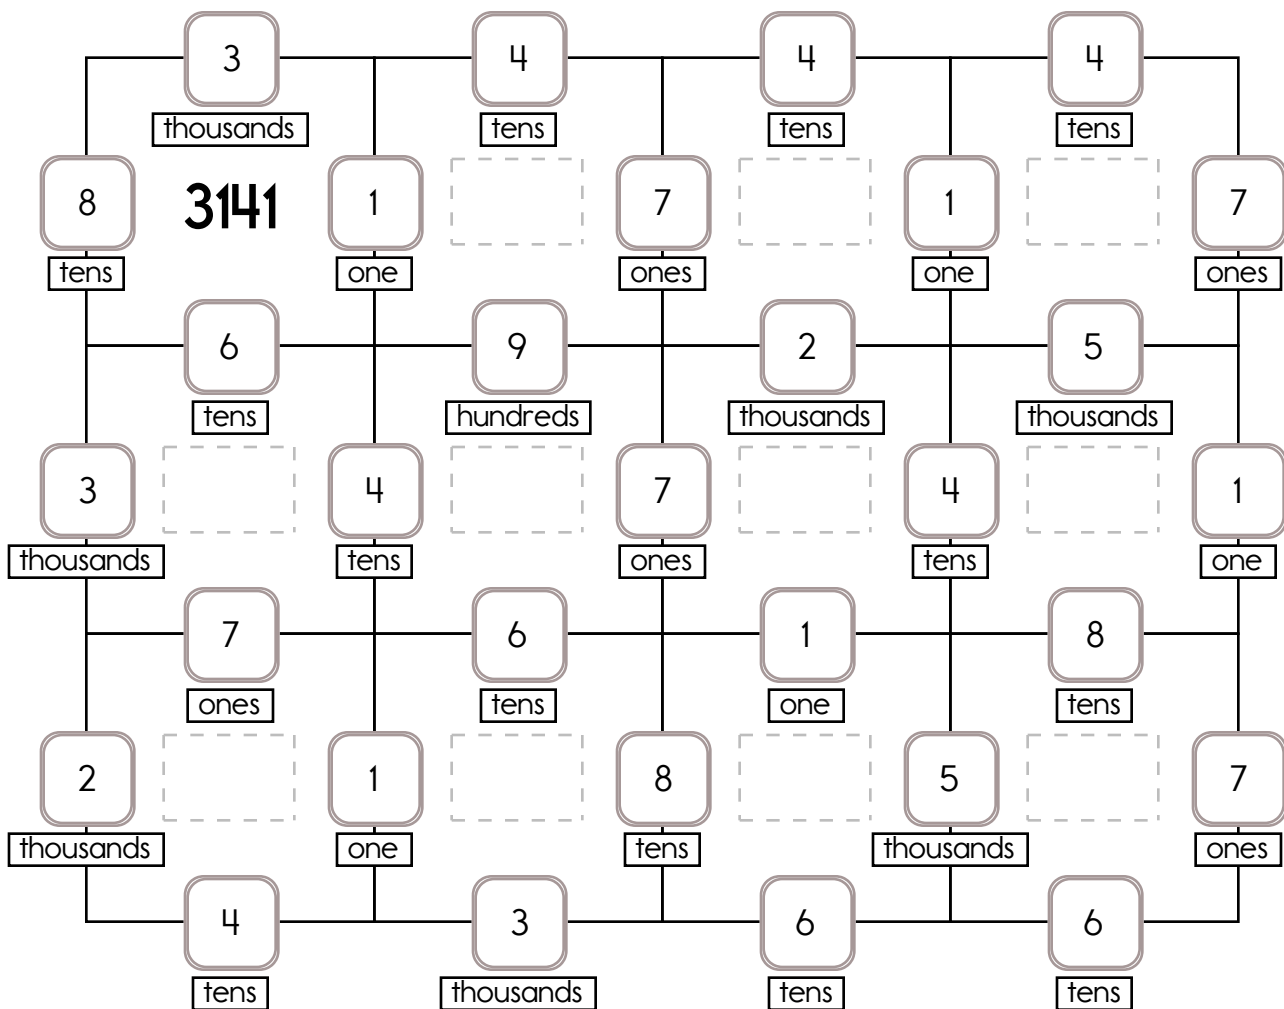 3 4 4 4
thousands tens tens tens
8 3141 1 7 1 7
tens one ones one ones
6 9 2 5
tens hundreds thousands thousands
3 4 7 4 1
thousands tens ones tens one
7 6 1 8
ones tens one tens
2 1 8 5 7
thousands one tens thousands ones
4 3 6 6
tens thousands tens tens